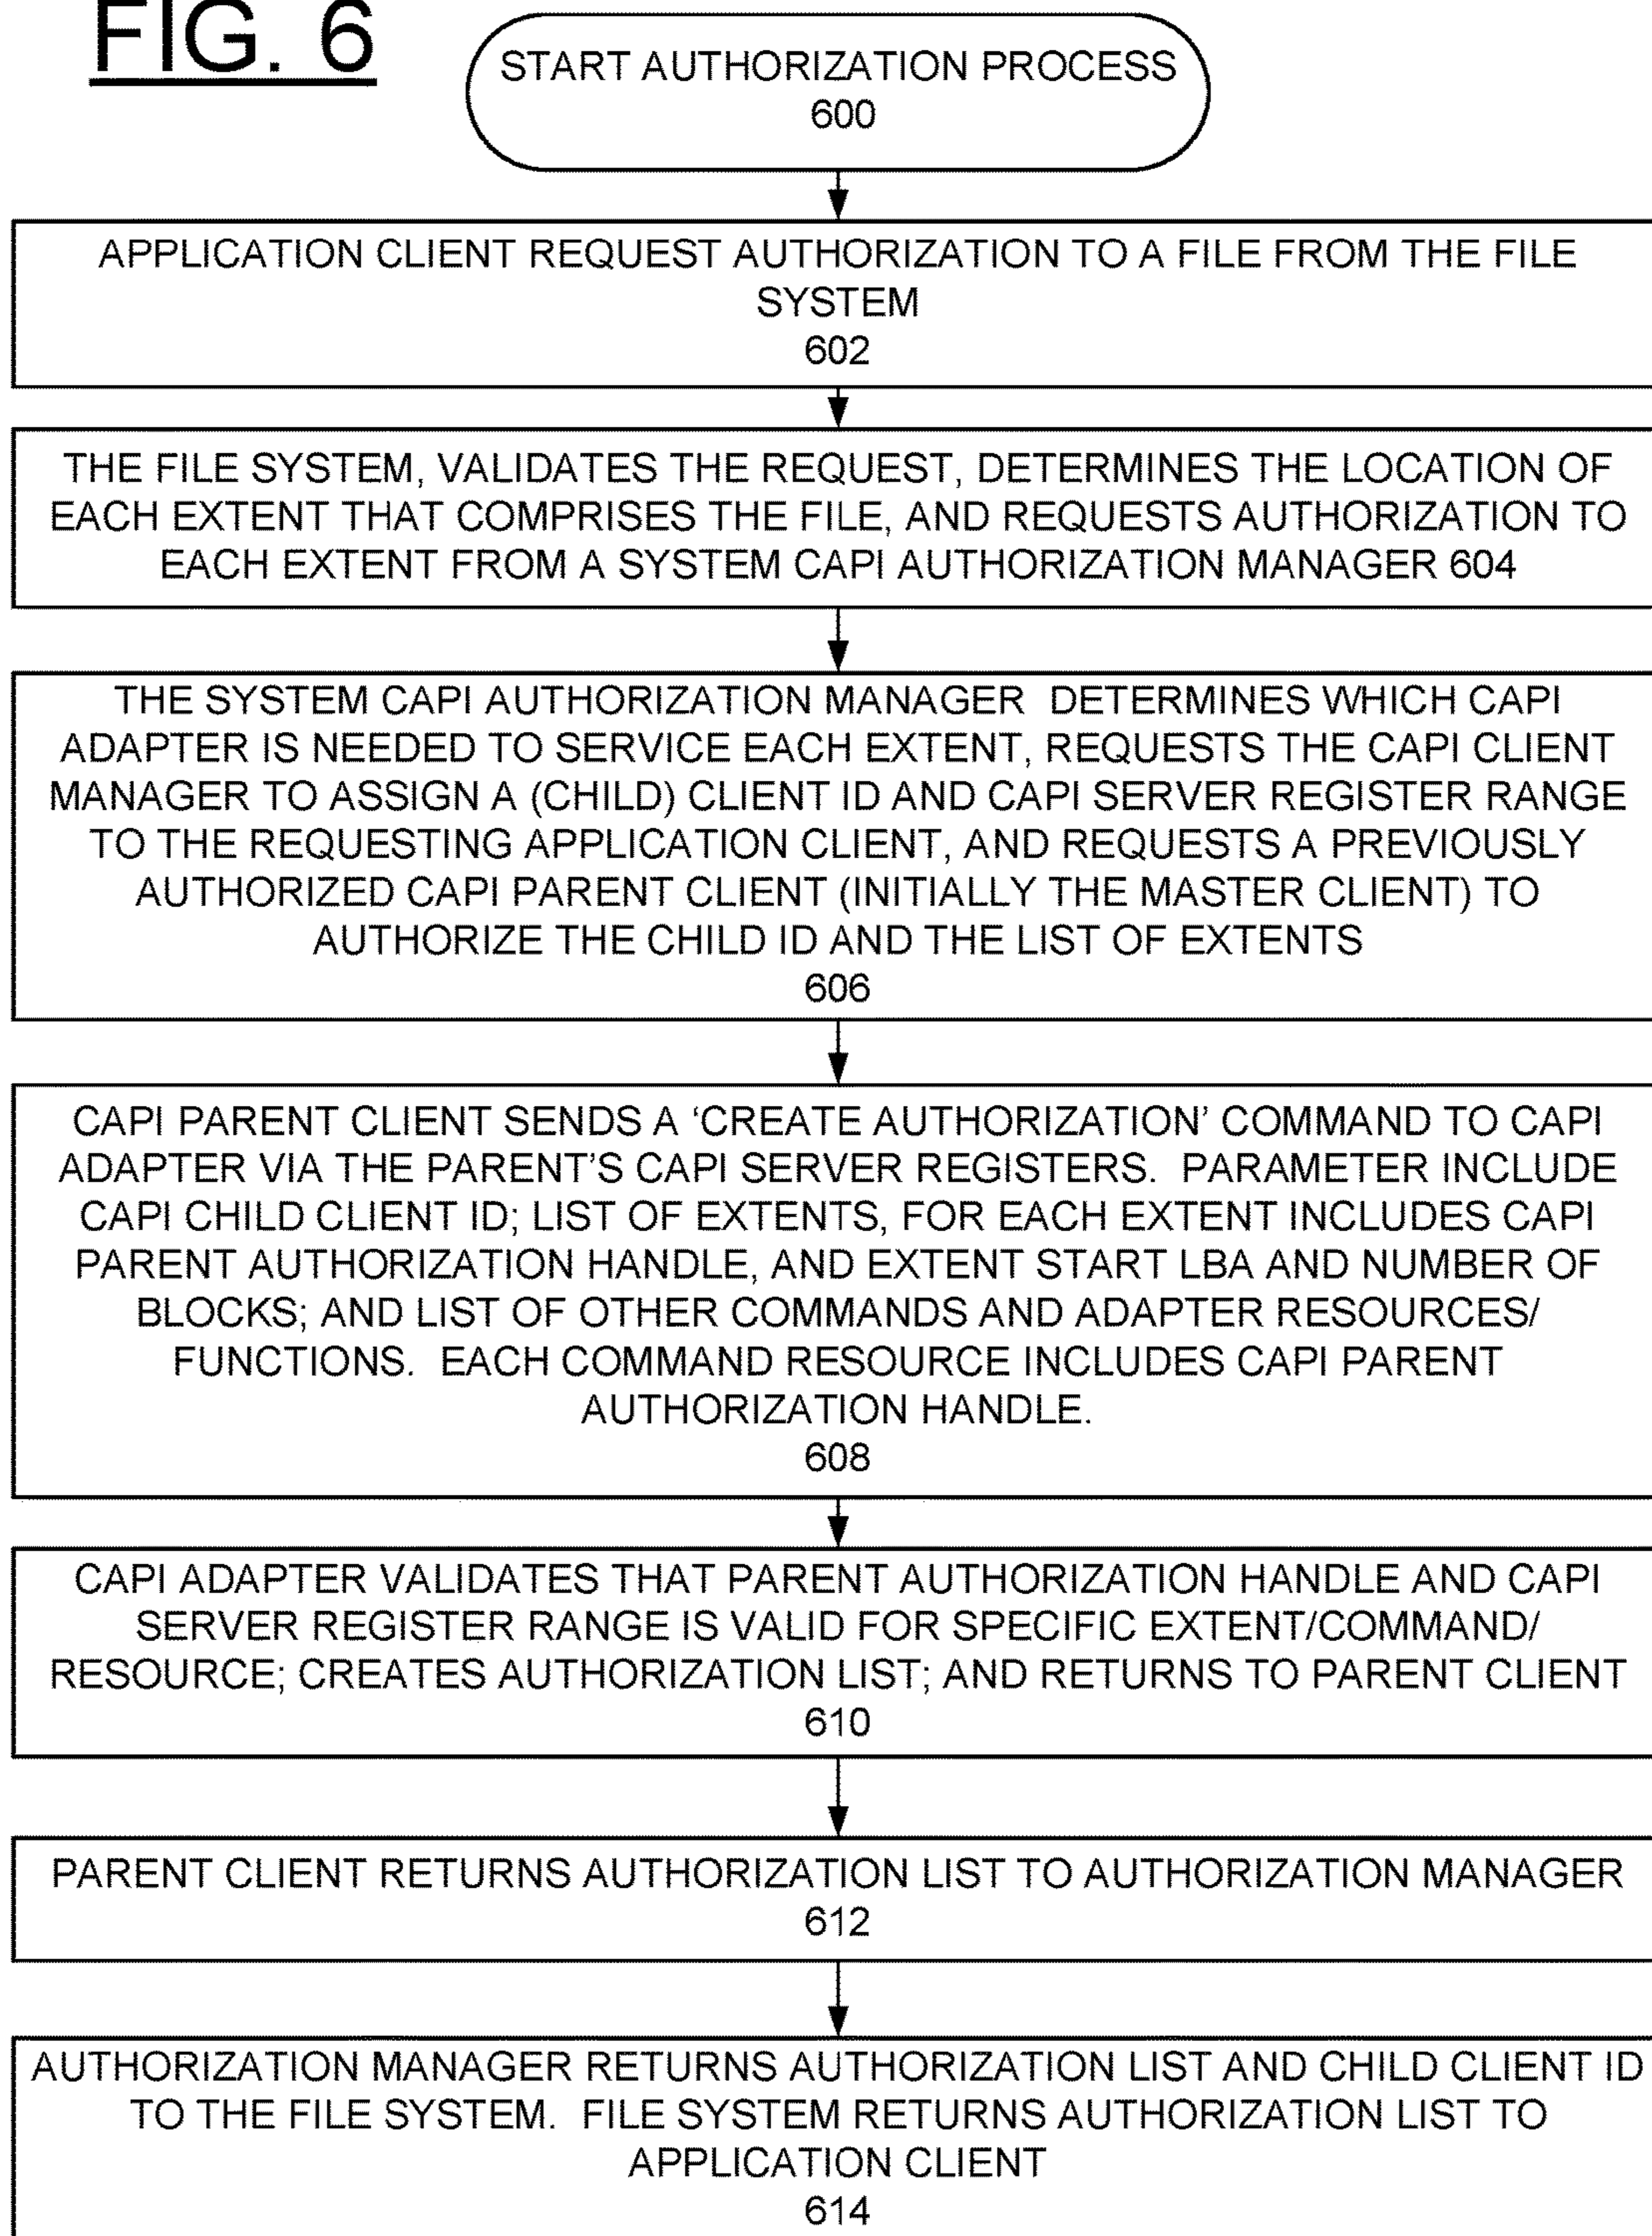 FIG. 6
START AUTHORIZATION PROCESS
600
APPLICATION CLIENT REQUEST AUTHORIZATION TO A FILE FROM THE FILE
SYSTEM
602
THE FILE SYSTEM, VALIDATES THE REQUEST, DETERMINES THE LOCATION OF
EACH EXTENT THAT COMPRISES THE FILE, AND REQUESTS AUTHORIZATION TO
EACH EXTENT FROM A SYSTEM CAPI AUTHORIZATION MANAGER 604
THE SYSTEM CAPI AUTHORIZATION MANAGER DETERMINES WHICH CAPI
ADAPTER IS NEEDED TO SERVICE EACH EXTENT, REQUESTS THE CAPI CLIENT
MANAGER TO ASSIGN A (CHILD) CLIENT ID AND CAPI SERVER REGISTER RANGE
TO THE REQUESTING APPLICATION CLIENT, AND REQUESTS A PREVIOUSLY
AUTHORIZED CAPI PARENT CLIENT (INITIALLY THE MASTER CLIENT) TO
AUTHORIZE THE CHILD ID AND THE LIST OF EXTENTS
606
CAPI PARENT CLIENT SENDS A ‘CREATE AUTHORIZATION’ COMMAND TO CAPI
ADAPTER VIA THE PARENT’S CAPI SERVER REGISTERS. PARAMETER INCLUDE
CAPI CHILD CLIENT ID; LIST OF EXTENTS, FOR EACH EXTENT INCLUDES CAPI
PARENT AUTHORIZATION HANDLE, AND EXTENT START LBA AND NUMBER OF
BLOCKS; AND LIST OF OTHER COMMANDS AND ADAPTER RESOURCES/
FUNCTIONS. EACH COMMAND RESOURCE INCLUDES CAPI PARENT
AUTHORIZATION HANDLE.
608
CAPI ADAPTER VALIDATES THAT PARENT AUTHORIZATION HANDLE AND CAPI
SERVER REGISTER RANGE IS VALID FOR SPECIFIC EXTENT/COMMAND/
RESOURCE; CREATES AUTHORIZATION LIST; AND RETURNS TO PARENT CLIENT
610
PARENT CLIENT RETURNS AUTHORIZATION LIST TO AUTHORIZATION MANAGER
612
AUTHORIZATION MANAGER RETURNS AUTHORIZATION LIST AND CHILD CLIENT ID
TO THE FILE SYSTEM. FILE SYSTEM RETURNS AUTHORIZATION LIST TO
APPLICATION CLIENT
614